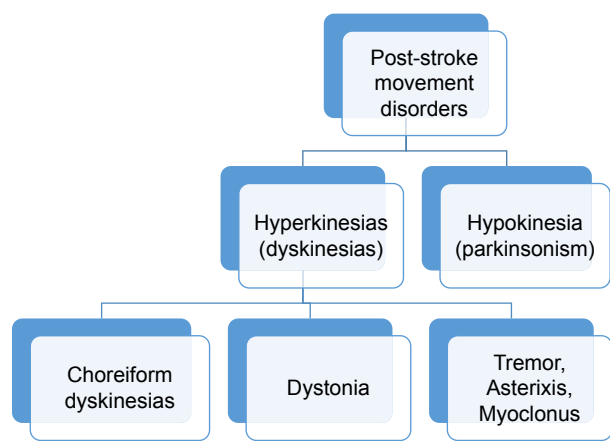 Post-stroke
movement
disorders
Hyperkinesias
(dyskinesias)
Hypokinesia
(parkinsonism)
Choreiform
dyskinesias
Dystonia
Tremor,
Asterixis,
Myoclonus